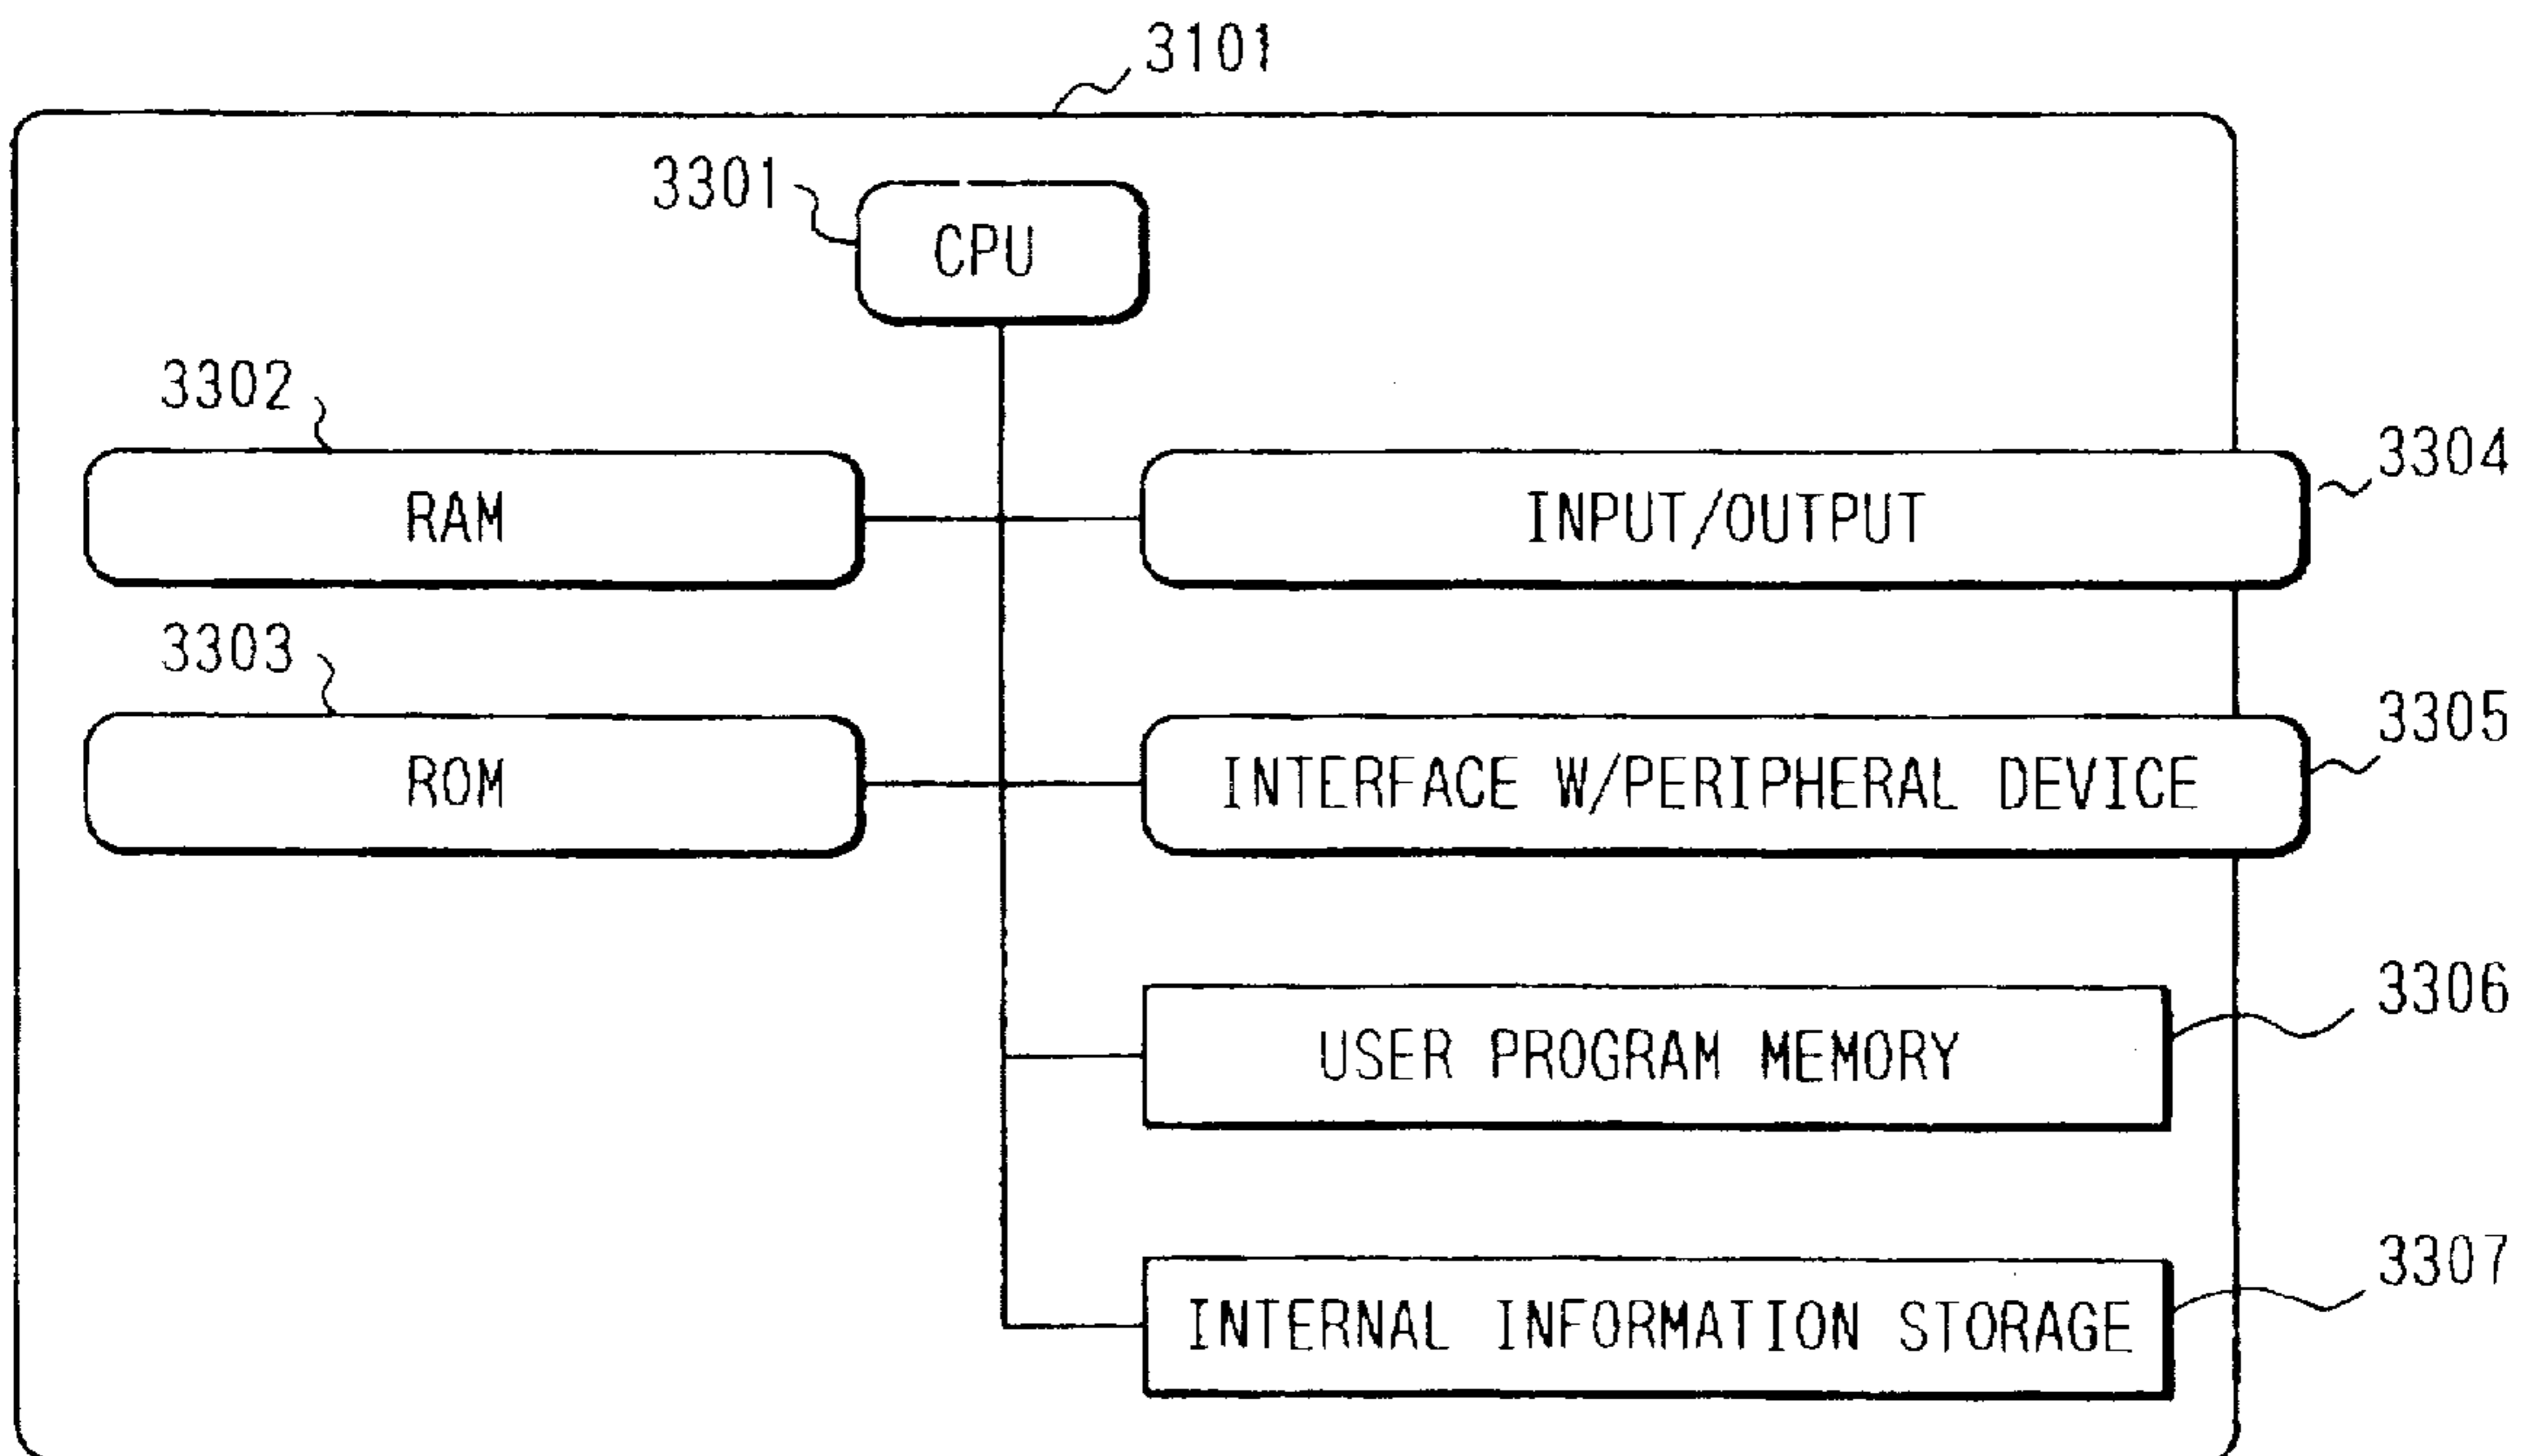 3101
3301
CPU
3302
RAM
INPUT/OUTPUT
3304
3303
ROM
INTERFACE W/PERIPHERAL DEVICE
3305
USER PROGRAM MEMORY
3306
INTERNAL INFORMATION STORAGE
3307